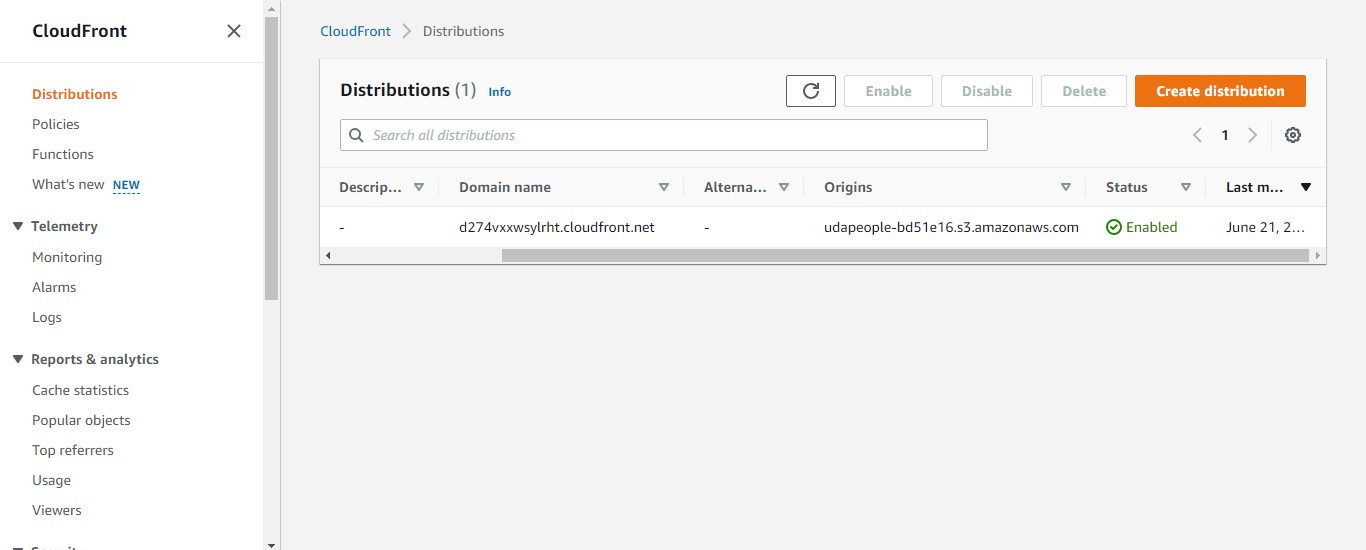 CloudFront
Distributions
Policies
Functions
What's new NEW
Telemetry
Monitoring
Alarms
Logs
Reports & analytics
Cache statistics
Popular objects
Top referrers
Usage
Viewers
CloudFront Distributions
Distributions (1) Info
Enable
Disable
Delete
Create distribution
Search all distributions
1
Descrip... Domain name Alterna... Origins Status Last m...
- d274vxxwsylrht.cloudfront.net - udapeople-bd51e16.s3.amazonaws.com Enabled June 21, 2...